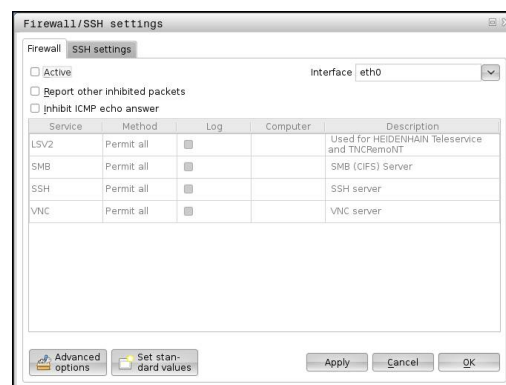 Firewall/SSH settings
Firewall SSH settings
Active Interface eth0
Report other inhibited packets
Inhibit ICMP echo answer
Service Method Log Computer Description
LSV2 Permit all Used for HEIDENHAIN Teleservice
and TNCRemoNT
SMB Permit all SMB (CIFS) Server
SSH Permit all SSH server
VNC Permit all VNC server
Advanced
options
Set stan-
dard values
Apply Cancel OK